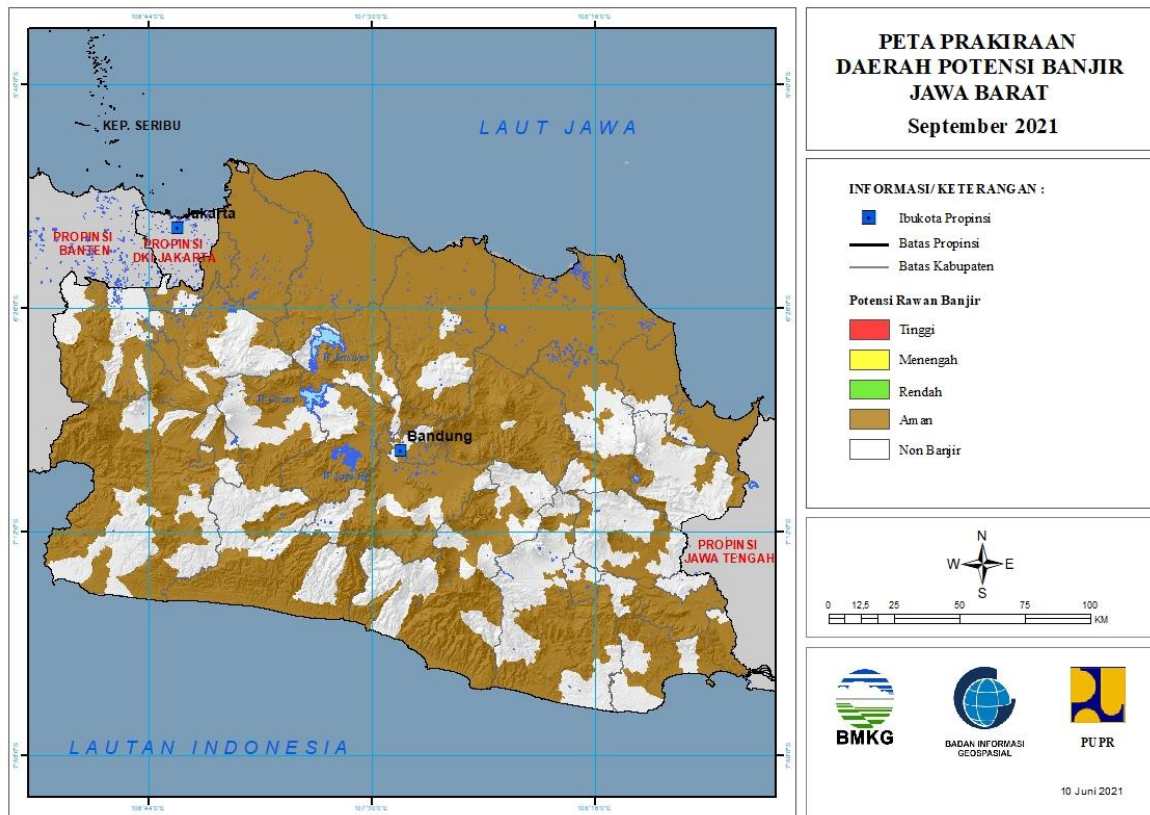 PETA PRAKIRAAN
DAERAH POTENSI BANJIR
JAWA BARAT
September 2021
INFORMASI/ KETERANGAN :
Ibukota Propinsi
Batas Propinsi
Batas Kabupaten
Potensi Rawan Banjir
Tinggi
Menengah
Rendah
Aman
Non Banjir
N
W E
S
0 12,5 25 50 75 100
KM
BMKG
BADAN INFORMASI
GEOSPASIAL
PUPR
10 Juni 2021
KEP. SERIBU
LAUT JAWA
Jakarta
PROPINSI
BANTEN
PROPINSI
DKI JAKARTA
Bandung
PROPINSI
JAWA TENGAH
LAUTAN INDONESIA